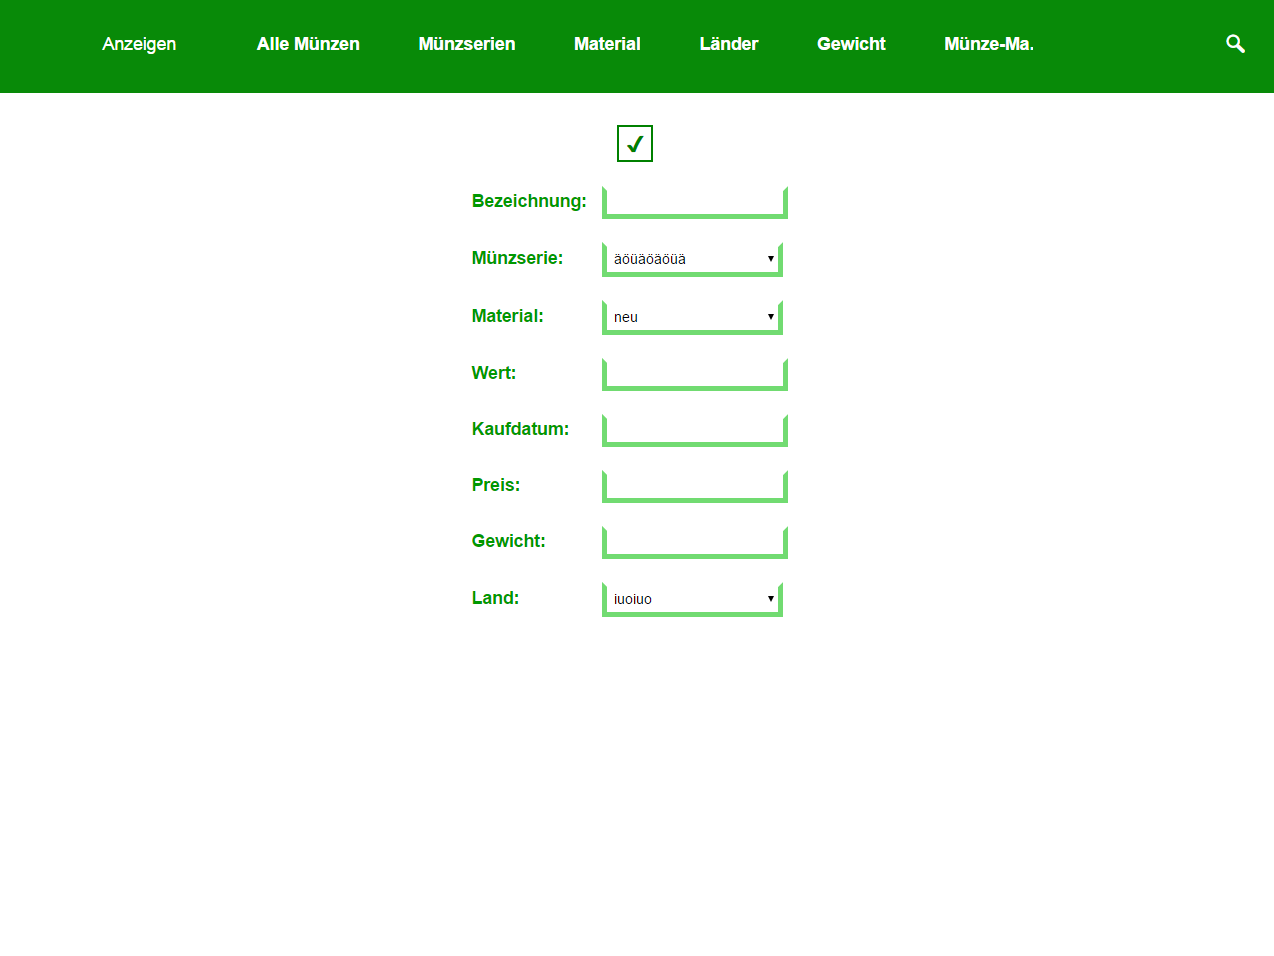 Anzeigen Alle Münzen Münzserien Material Länder Gewicht Münze-Ma.
✓
Bezeichnung:
Münzserie: äöüäöäöüä
Material: neu
Wert:
Kaufdatum:
Preis:
Gewicht:
Land: iuoiuo